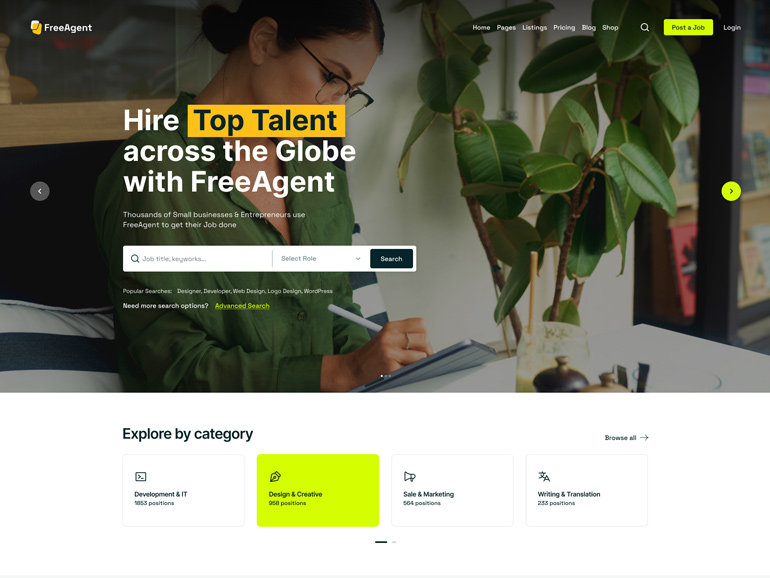 FreeAgent
Home Pages Listings Pricing Blog Shop
Post a Job
Login
Hire Top Talent
across the Globe
with FreeAgent
Thousands of Small businesses & Entrepreneurs use
FreeAgent to get their Job done
Job title, keyworks...
Select Role
Search
Popular Searches: Designer, Developer, Web Design, Logo Design, WordPress
Need more search options? Advanced Search
Explore by category
Browse all
Development & IT
1853 positions
Design & Creative
958 positions
Sale & Marketing
564 positions
Writing & Translation
233 positions